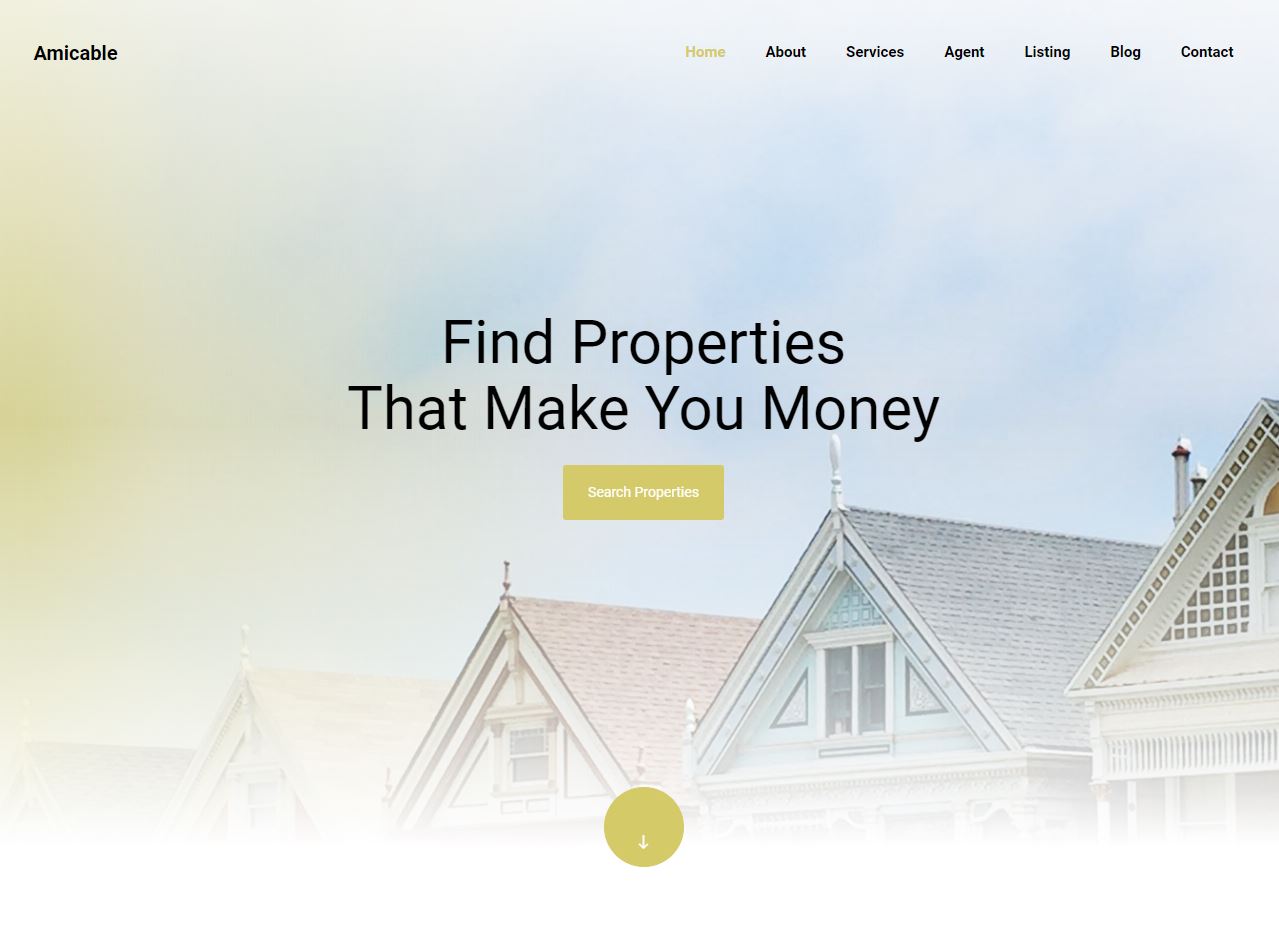 Amicable
Home About Services Agent Listing Blog Contact
Find Properties
That Make You Money
Search Properties